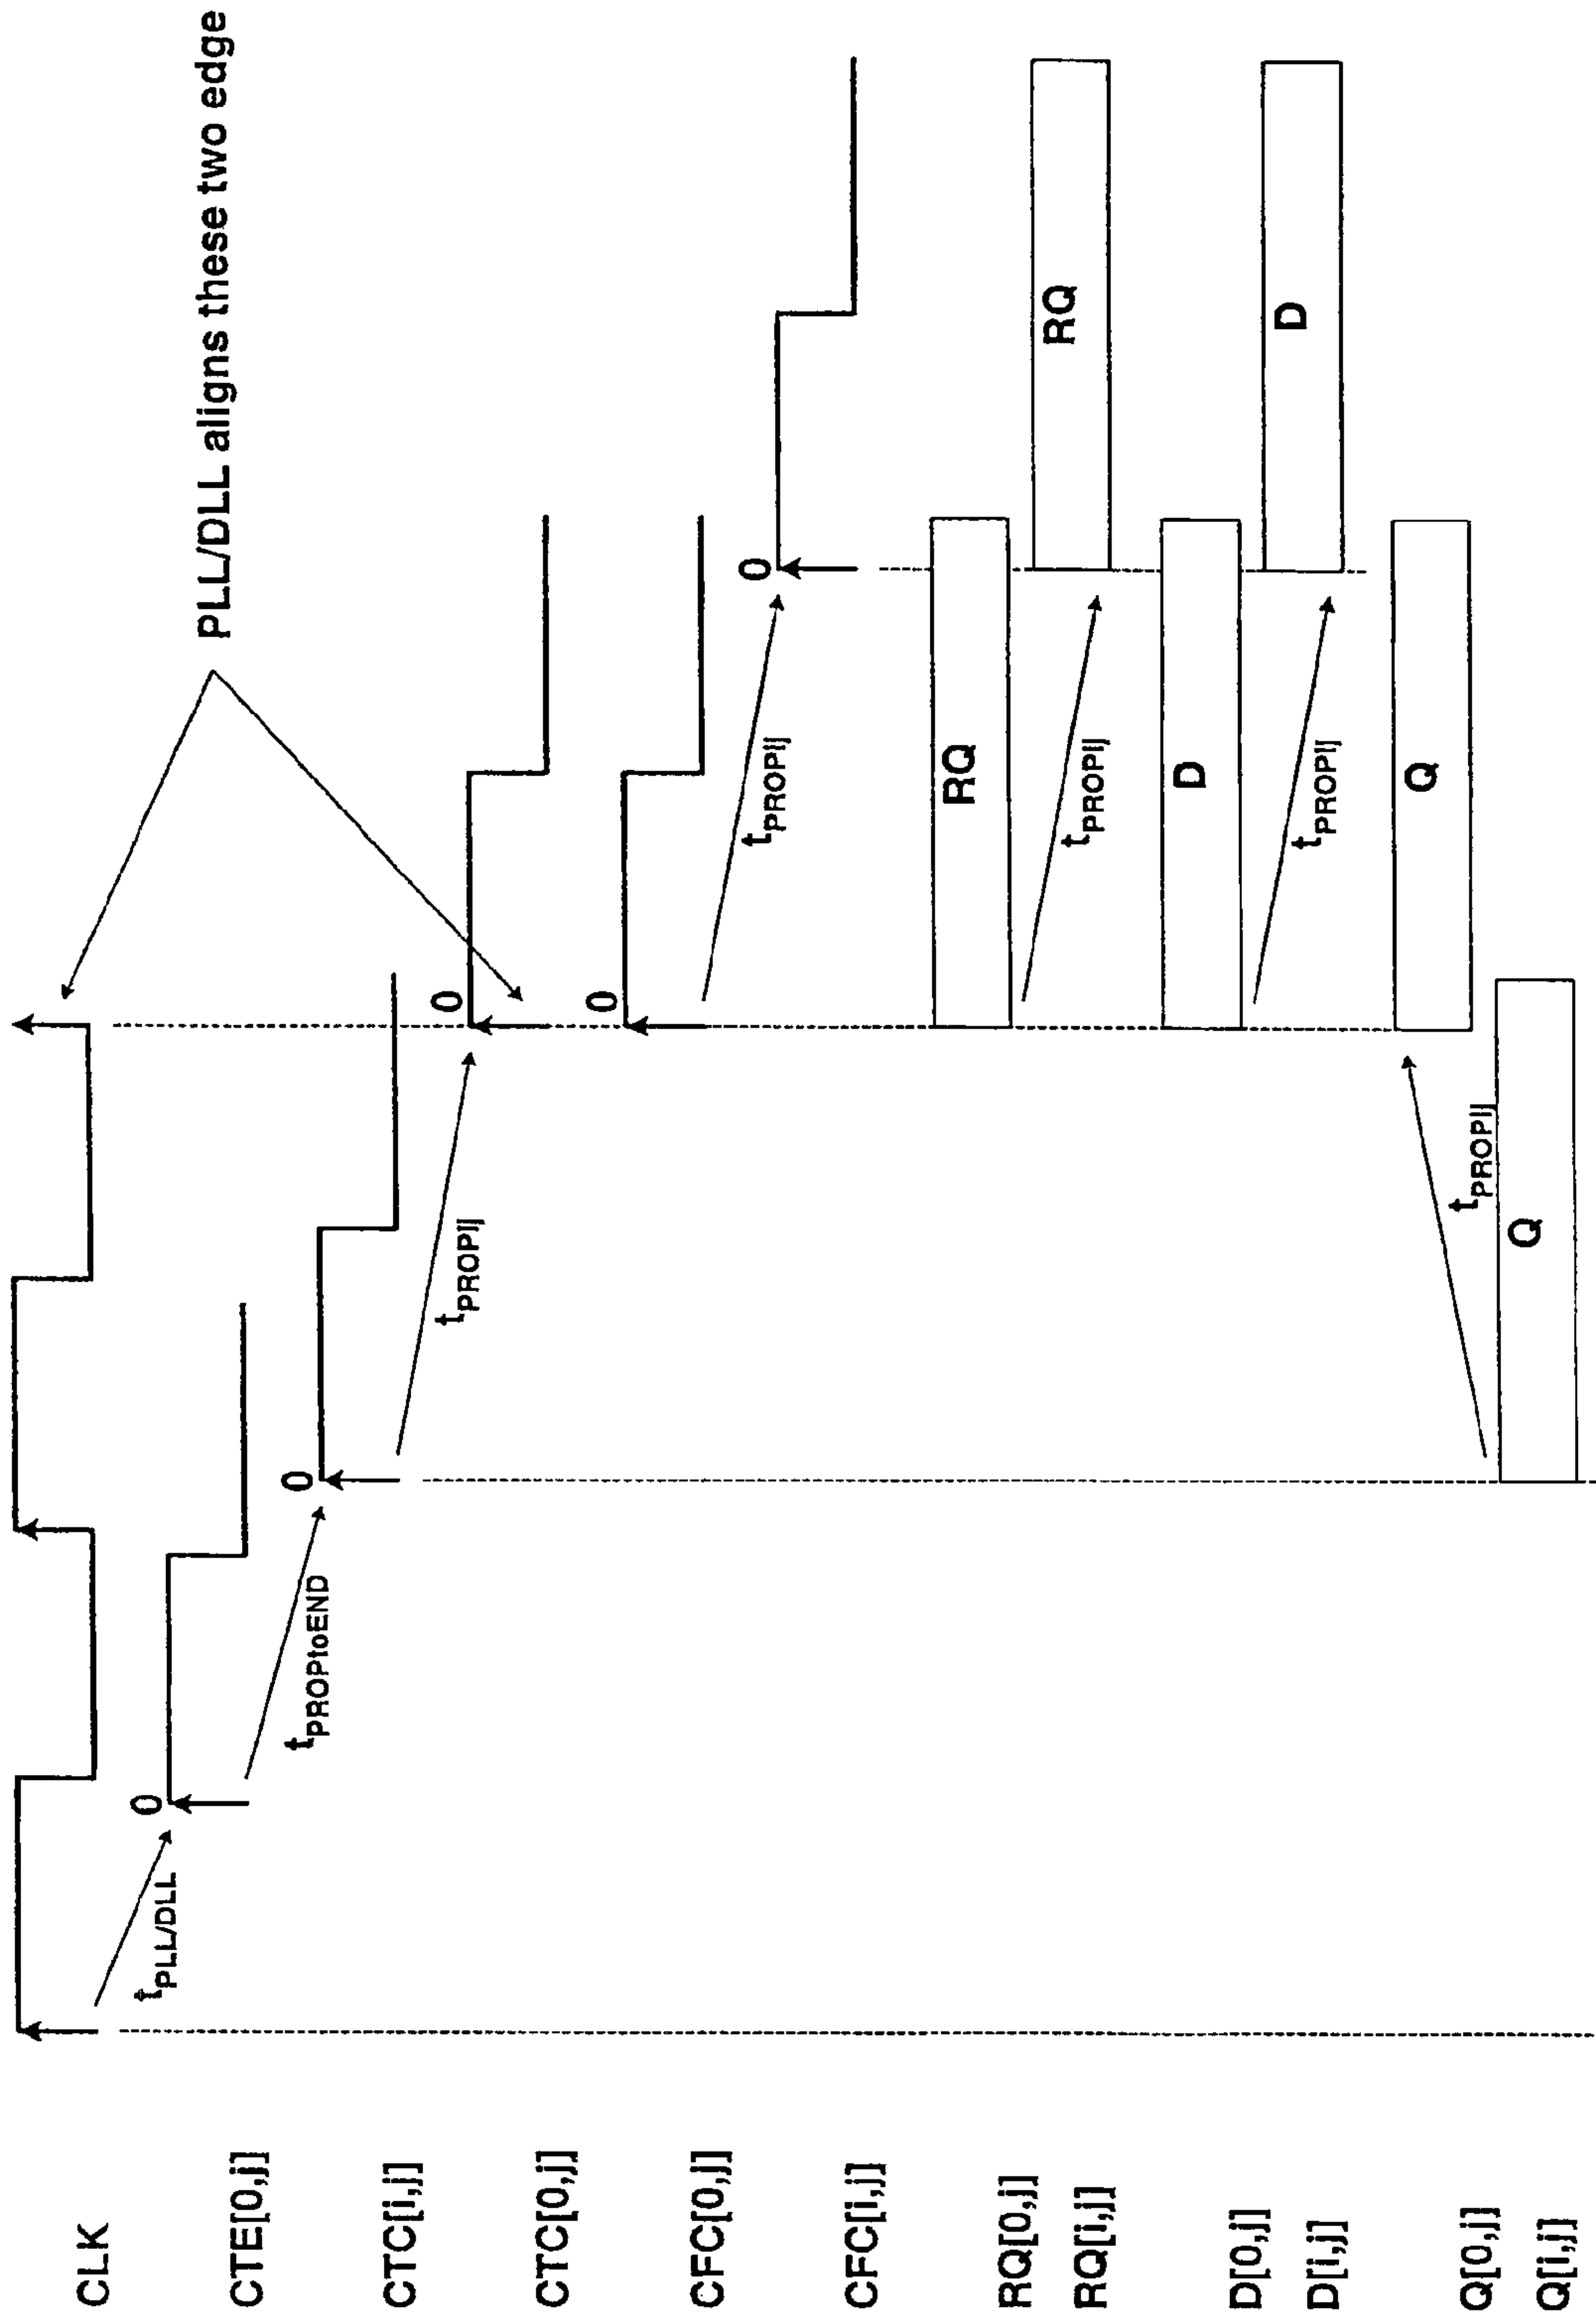 CLK
PLL/DLL aligns these two edge
tPLL/DLL
0
CTE[0,j]
tPROPtoEND
0
CTC[i,j]
tPROPij
0
CTC[0,j]
0
CFC[0,j]
tPROPij
0
CFC[i,j]
RQ
RQ[0,j]
tPROPij
RQ
RQ[i,j]
D
D[0,j]
tPROPij
D
D[i,j]
Q
Q[0,j]
tPROPij
Q
Q[i,j]